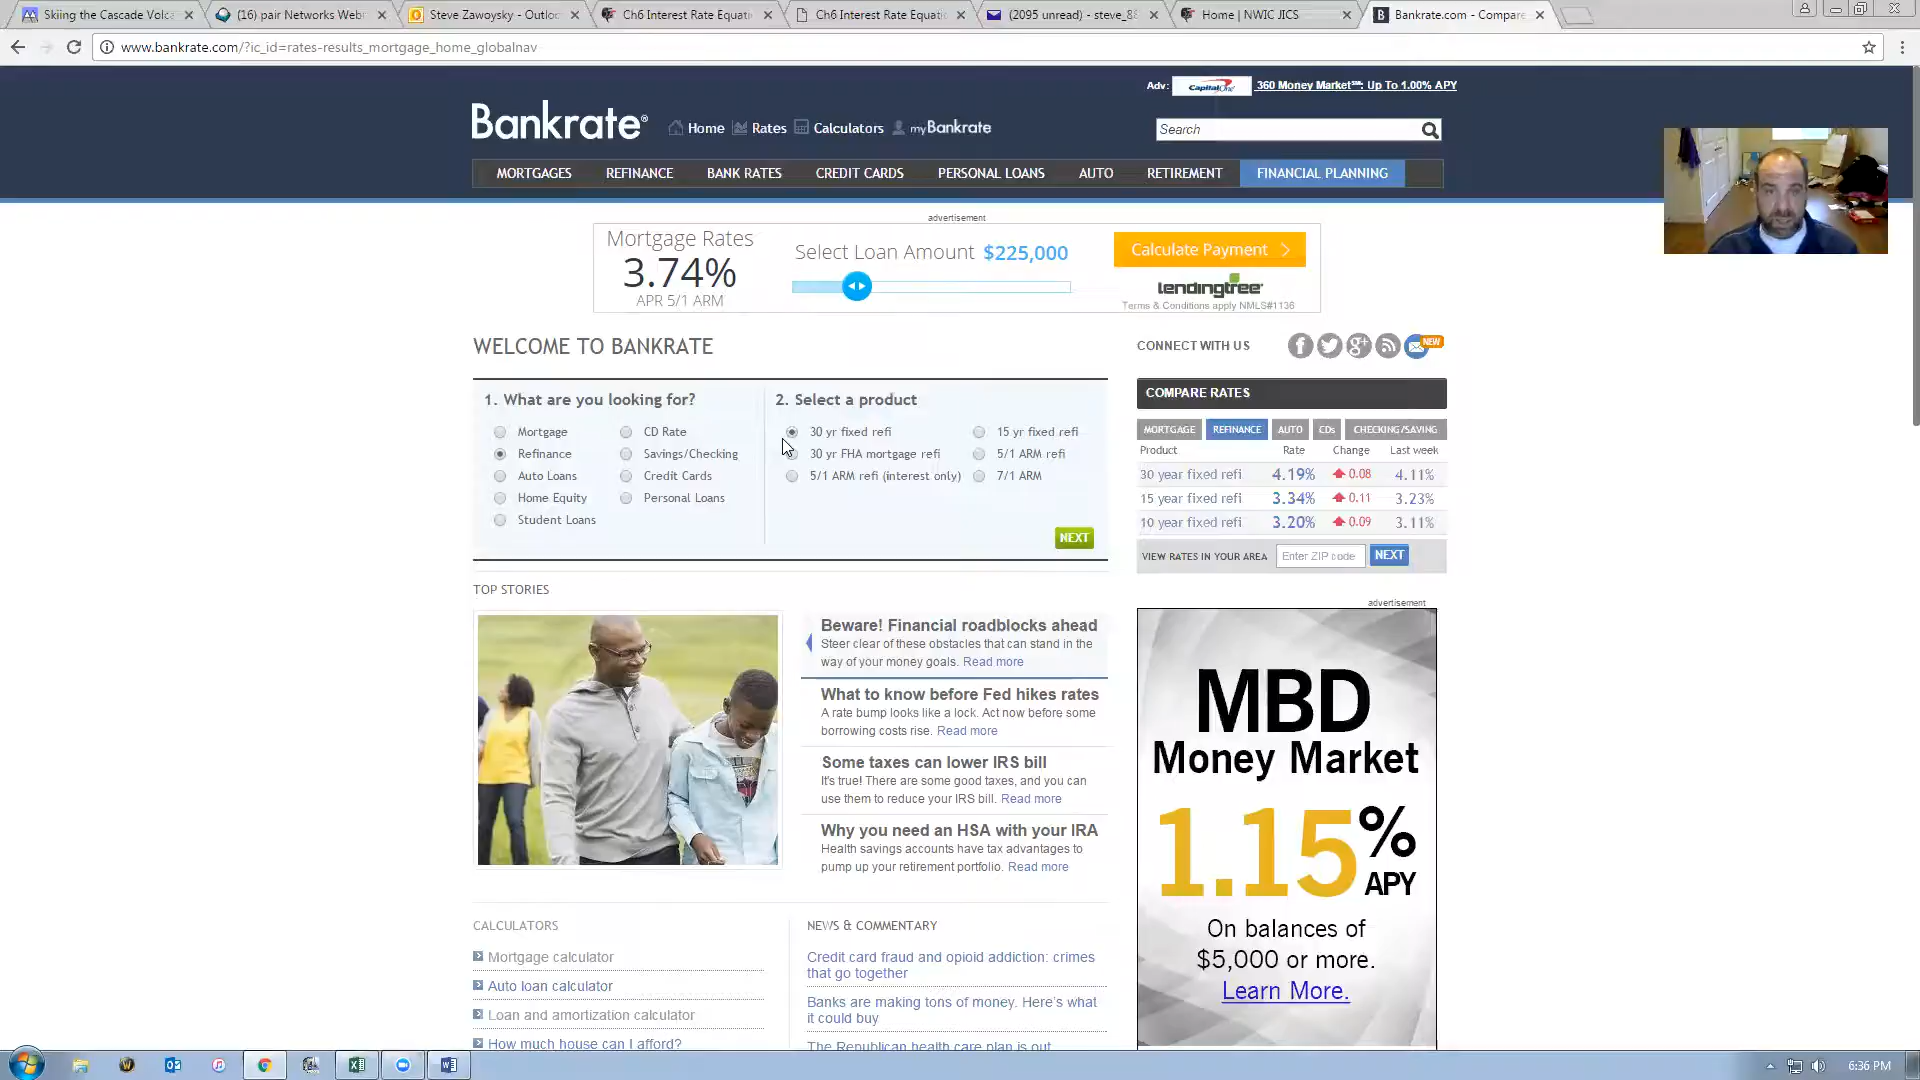 Skiing the Cascade Volca
(16) pair Networks Web
Steve Zawoysky - Outloo
Ch6 Interest Rate Equati
Ch6 Interest Rate Equati
(2095 unread) - steve_88
Home | NWIC JICS
Bankrate.com - Compare
www.bankrate.com/?ic_id=rates-results_mortgage_home_globalnav
Adv: Capital One 360 Money Market℠: Up To 1.00% APY
Bankrate® Home Rates Calculators my Bankrate
Search
MORTGAGES REFINANCE BANK RATES CREDIT CARDS PERSONAL LOANS AUTO RETIREMENT FINANCIAL PLANNING
advertisement
Mortgage Rates
3.74%
APR 5/1 ARM
Select Loan Amount $225,000
Calculate Payment
lendingtree
Terms & Conditions apply NMLS#1136
WELCOME TO BANKRATE
1. What are you looking for?
Mortgage CD Rate
Refinance Savings/Checking
Auto Loans Credit Cards
Home Equity Personal Loans
Student Loans
2. Select a product
30 yr fixed refi 15 yr fixed refi
30 yr FHA mortgage refi 5/1 ARM refi
5/1 ARM refi (interest only) 7/1 ARM
NEXT
CONNECT WITH US
NEW
COMPARE RATES
MORTGAGE REFINANCE AUTO CDs CHECKING/SAVING
Product Rate Change Last week
30 year fixed refi 4.19% 0.08 4.11%
15 year fixed refi 3.34% 0.11 3.23%
10 year fixed refi 3.20% 0.09 3.11%
VIEW RATES IN YOUR AREA Enter ZIP code NEXT
TOP STORIES
Beware! Financial roadblocks ahead
Steer clear of these obstacles that can stand in the
way of your money goals. Read more
What to know before Fed hikes rates
A rate bump looks like a lock. Act now before some
borrowing costs rise. Read more
Some taxes can lower IRS bill
It's true! There are some good taxes, and you can
use them to reduce your IRS bill. Read more
Why you need an HSA with your IRA
Health savings accounts have tax advantages to
pump up your retirement portfolio. Read more
advertisement
MBD
Money Market
1.15%
APY
On balances of
$5,000 or more.
Learn More.
CALCULATORS
Mortgage calculator
Auto loan calculator
Loan and amortization calculator
How much house can I afford?
NEWS & COMMENTARY
Credit card fraud and opioid addiction: crimes
that go together
Banks are making tons of money. Here's what
it could buy
The Republican health care plan is out.
6:36 PM